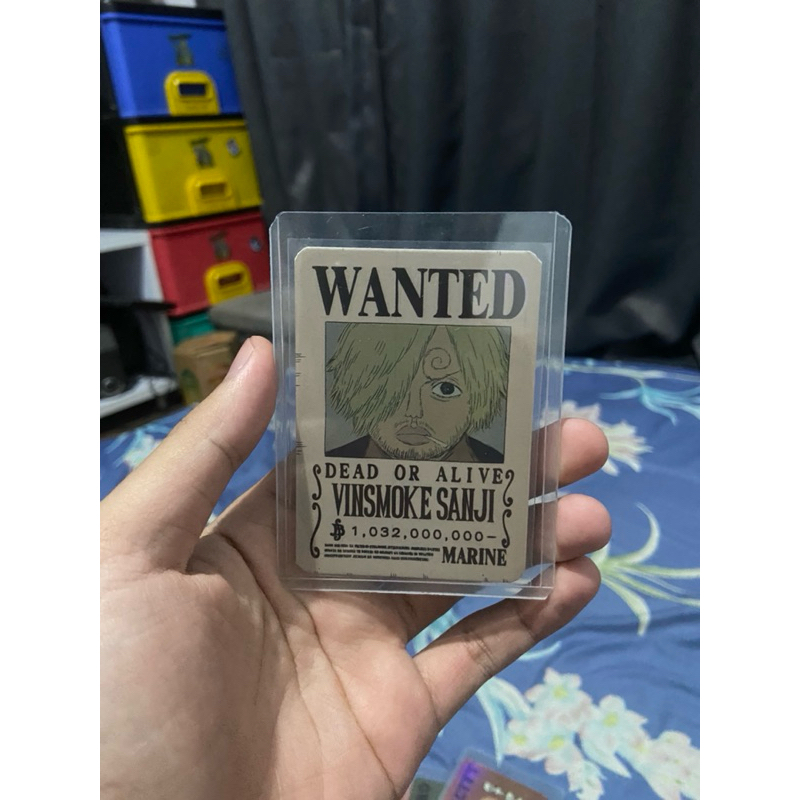 WANTED
DEAD OR ALIVE
VINSMOKE SANJI
1,032,000,000-
MARINE